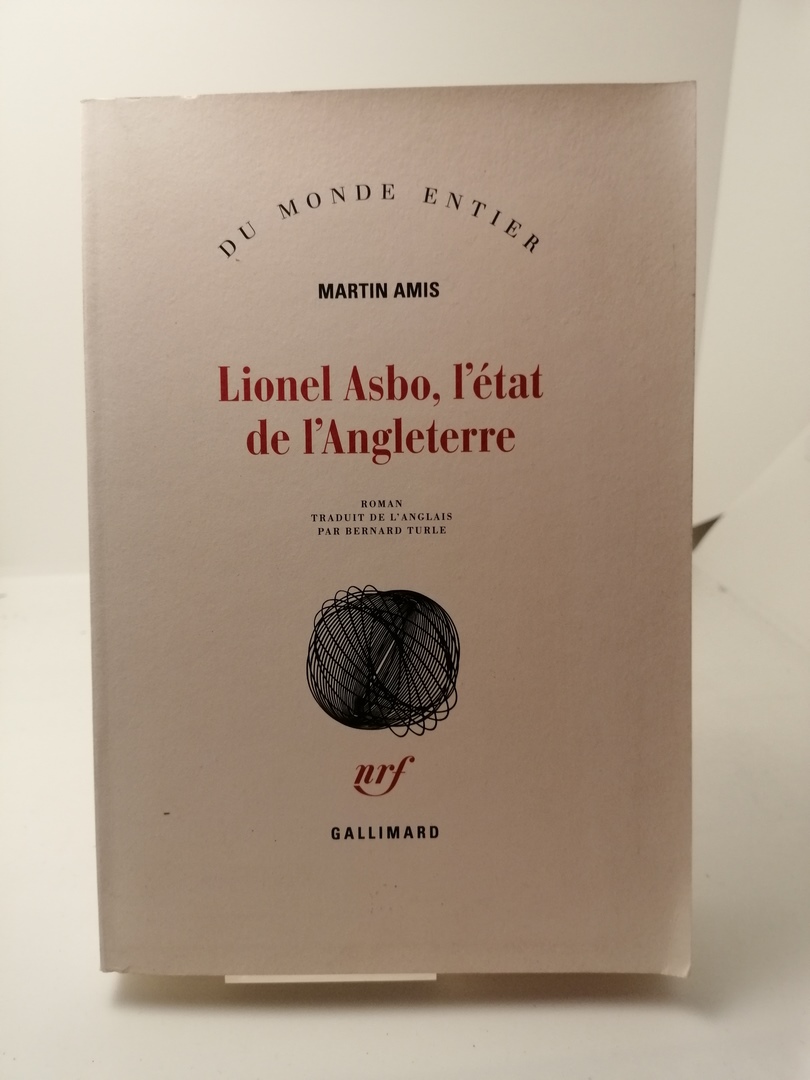 DU MONDE ENTIER
MARTIN AMIS
Lionel Asbo, l'état
de l'Angleterre
ROMAN
TRADUIT DE L'ANGLAIS
PAR BERNARD TURLE
nrf
GALLIMARD